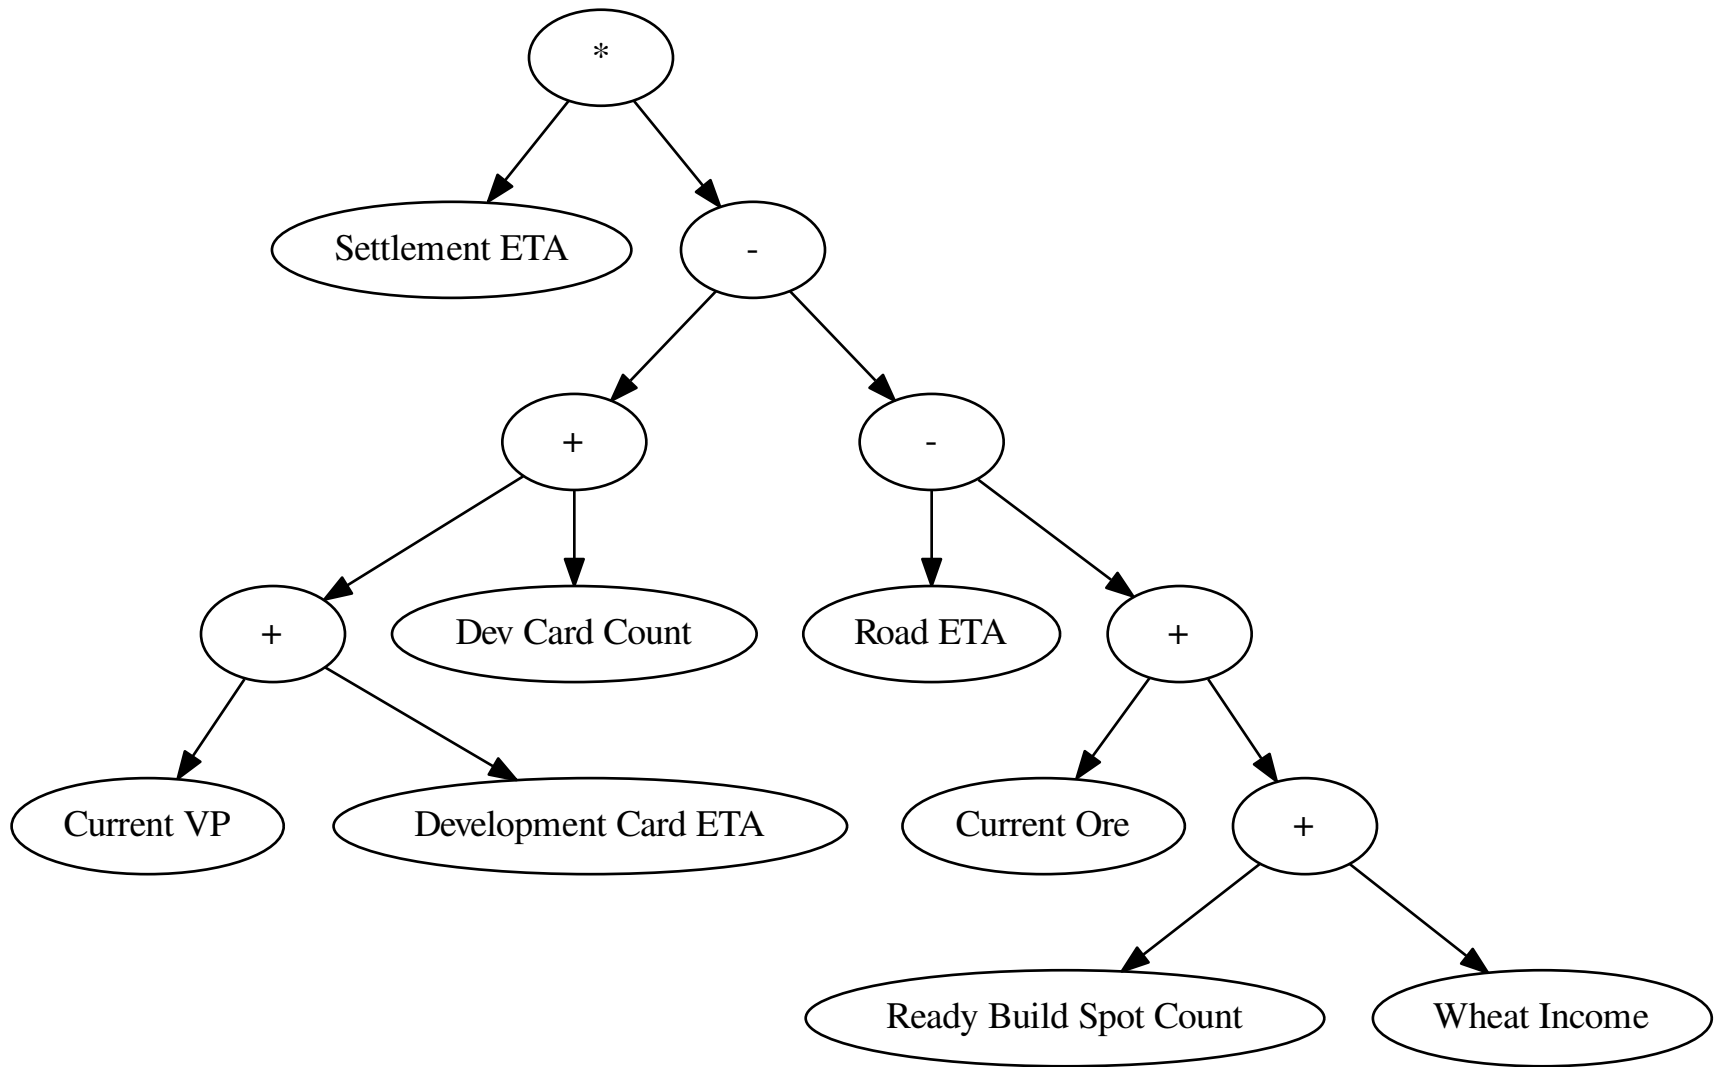 *
Settlement ETA
-
+
-
+
Dev Card Count
Road ETA
+
Current VP
Development Card ETA
Current Ore
+
Ready Build Spot Count
Wheat Income